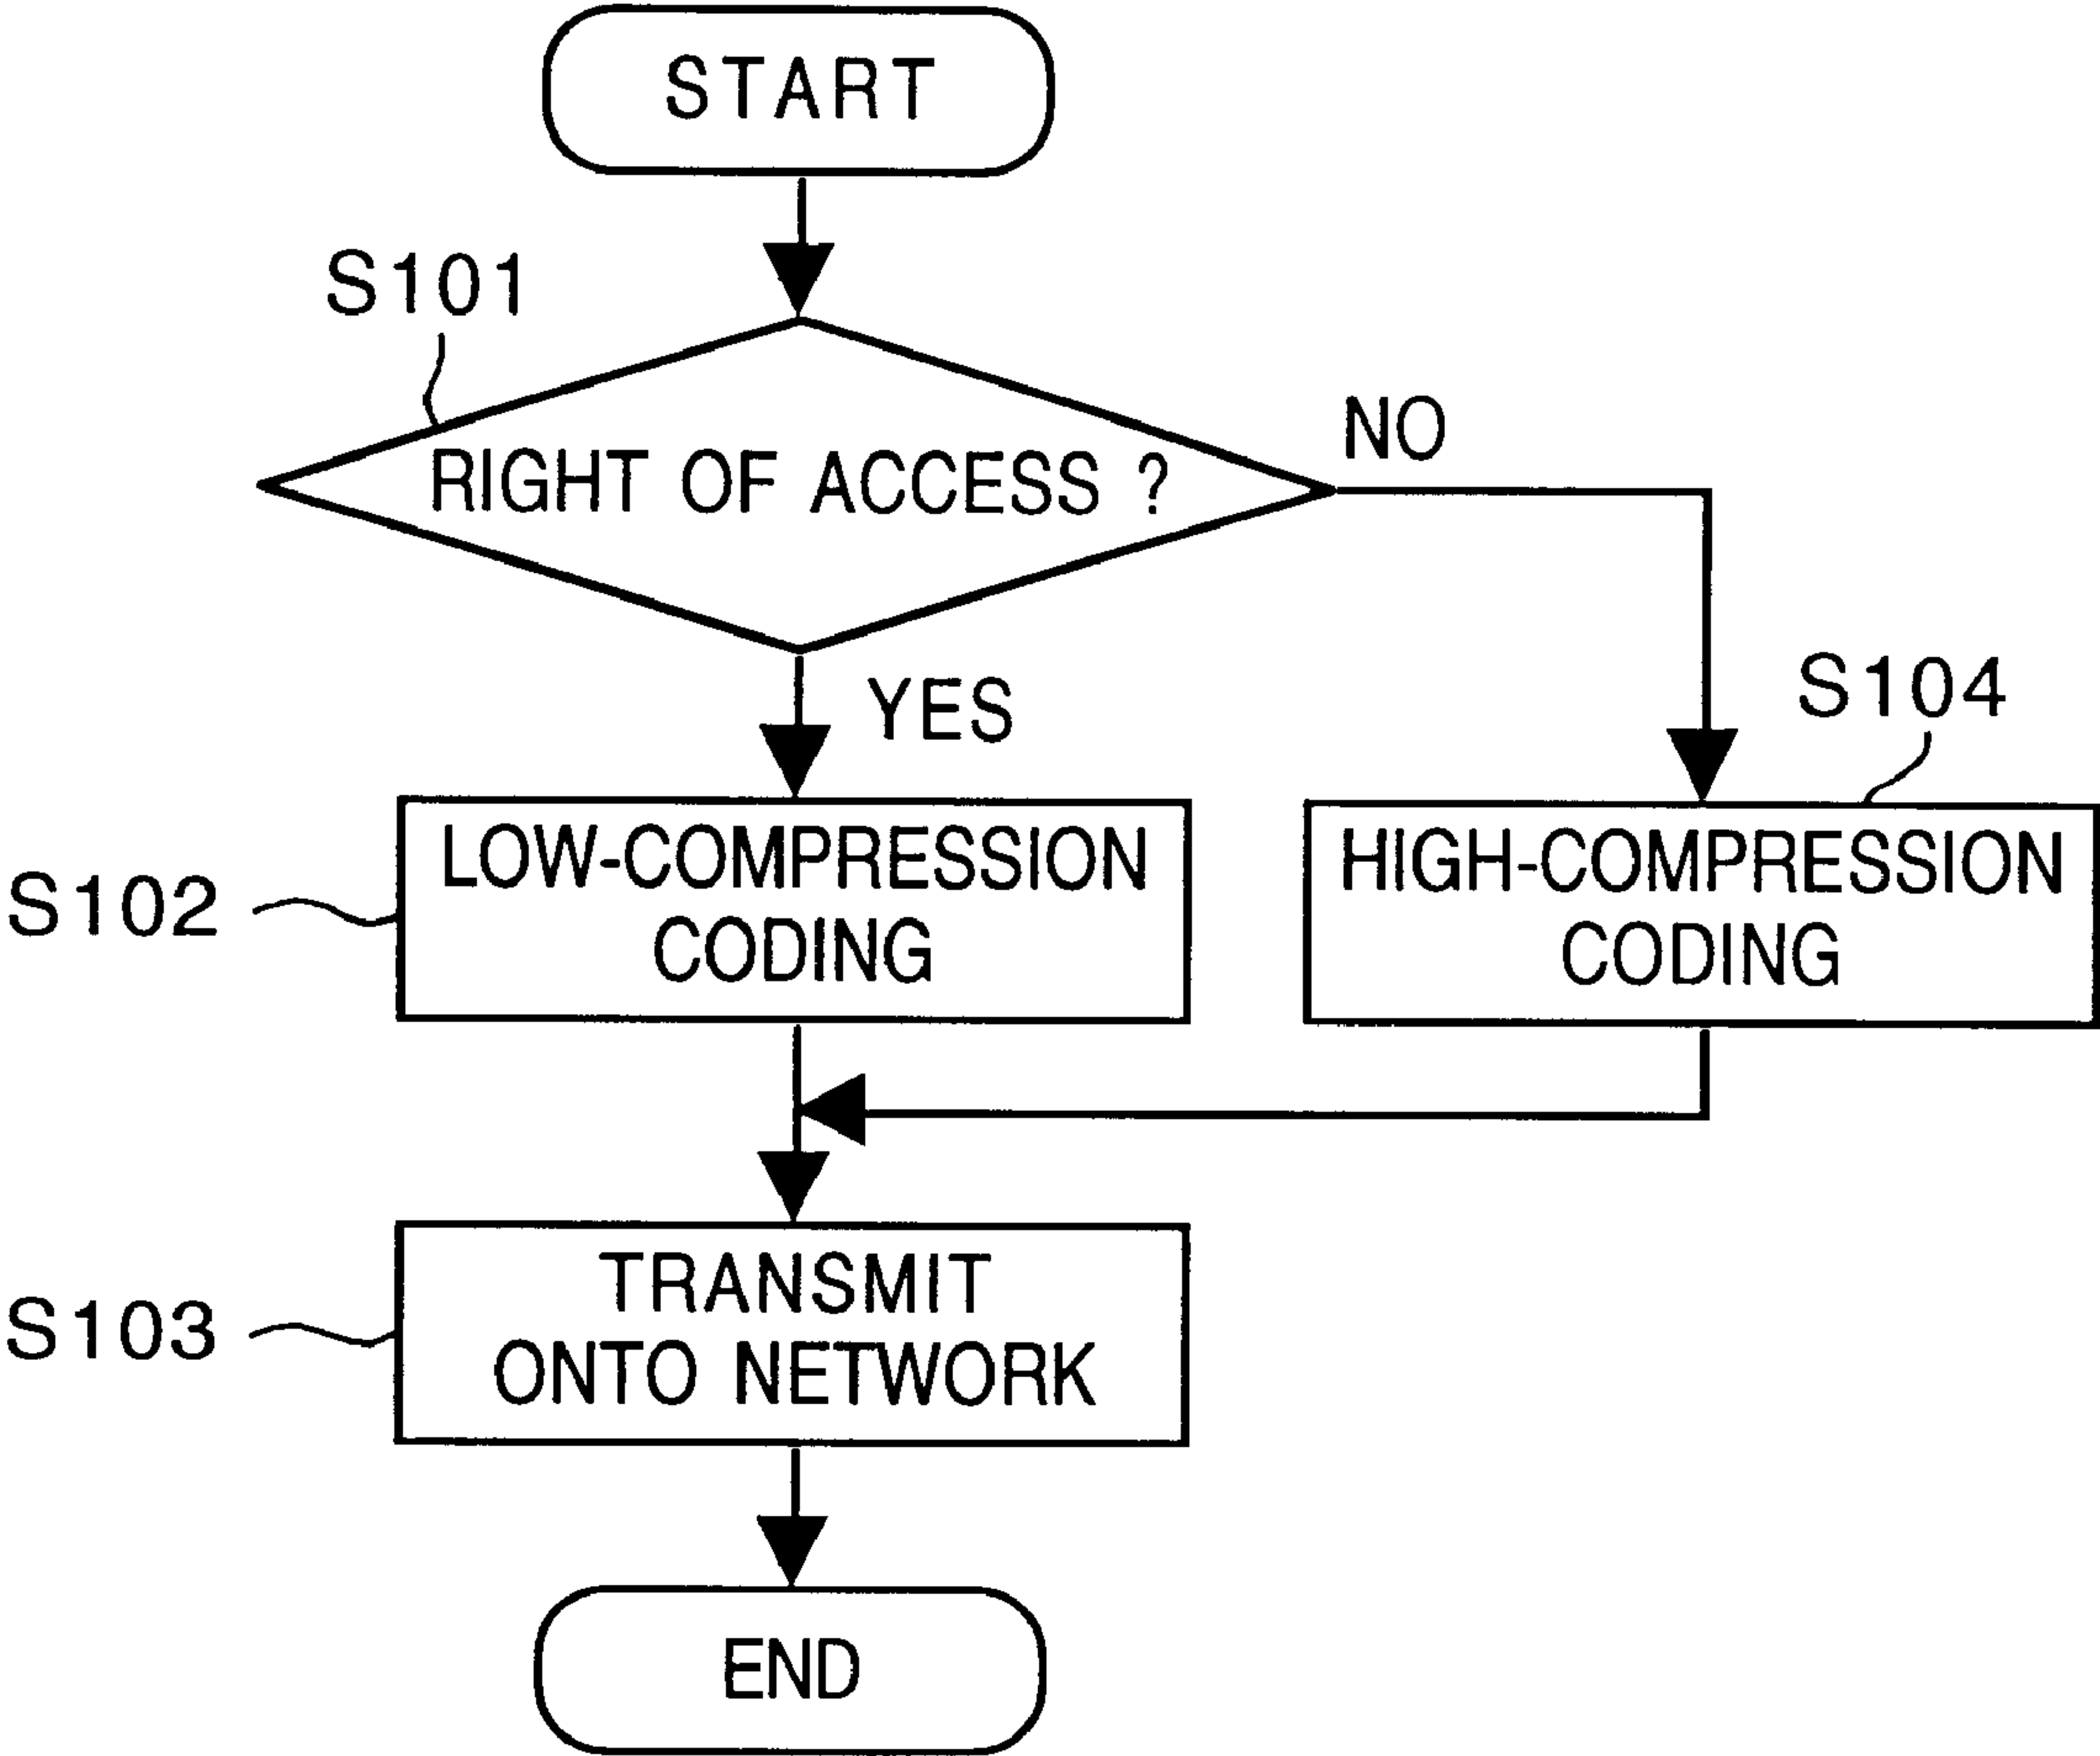 START
S101
RIGHT OF ACCESS ?
NO
YES
S104
LOW-COMPRESSION
CODING
HIGH-COMPRESSION
CODING
S102
TRANSMIT
ONTO NETWORK
S103
END